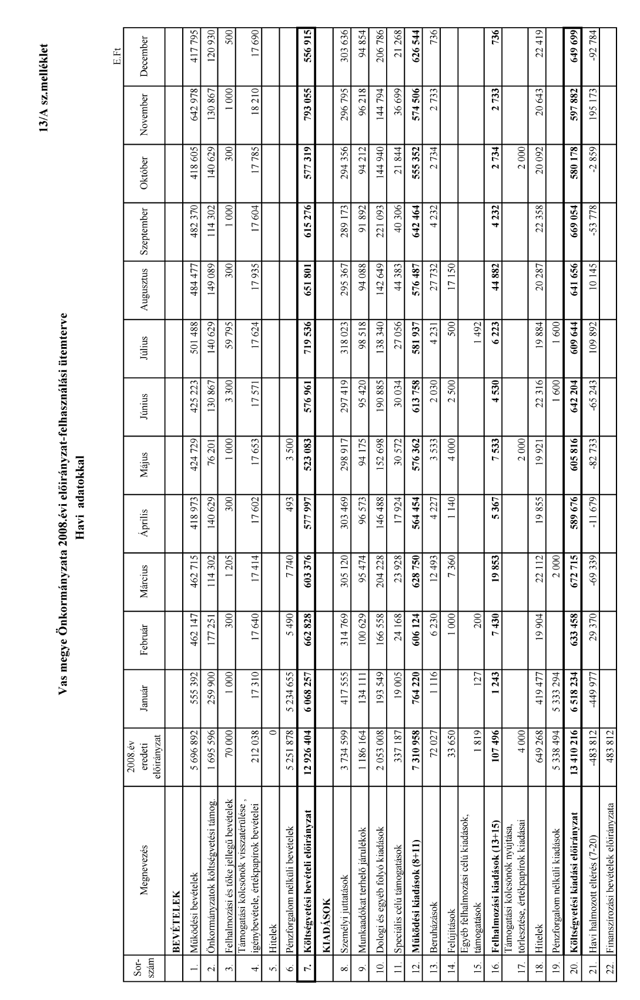 13/A sz.melléklet
Vas megye Önkormányzata 2008.évi előirányzat-felhasználási ütemterve
Havi adatokkal
E.Ft
Sor-szám Megnevezés 2008.év eredeti előirányzat Január Február Március Április Május Június Július Augusztus Szeptember Október November December
BEVÉTELEK
1. Működési bevételek 5 696 892 555 392 462 147 462 715 418 973 424 729 425 223 501 488 484 477 482 370 418 605 642 978 417 795
2. Önkormányzatok költségvetési támog. 1 695 596 259 900 177 251 114 302 140 629 76 201 130 867 140 629 149 089 114 302 140 629 130 867 120 930
3. Felhalmozási és tőke jellegű bevételek 70 000 1 000 300 1 205 300 1 000 3 300 59 795 300 1 000 300 1 000 500
Támogatási kölcsönök visszatérülése ,
4. igénybevétele, értékpapírok bevételei 212 038 17 310 17 640 17 414 17 602 17 653 17 571 17 624 17 935 17 604 17 785 18 210 17 690
5. Hitelek 0
6. Pénzforgalom nélküli bevételek 5 251 878 5 234 655 5 490 7 740 493 3 500
7. Költségvetési bevételi előirányzat 12 926 404 6 068 257 662 828 603 376 577 997 523 083 576 961 719 536 651 801 615 276 577 319 793 055 556 915
KIADÁSOK
8. Személyi juttatások 3 734 599 417 555 314 769 305 120 303 469 298 917 297 419 318 023 295 367 289 173 294 356 296 795 303 636
9. Munkaadókat terhelő járulékok 1 186 164 134 111 100 629 95 474 96 573 94 175 95 420 98 518 94 088 91 892 94 212 96 218 94 854
10. Dologi és egyéb folyó kiadások 2 053 008 193 549 166 558 204 228 146 488 152 698 190 885 138 340 142 649 221 093 144 940 144 794 206 786
11. Speciális célú támogatások 337 187 19 005 24 168 23 928 17 924 30 572 30 034 27 056 44 383 40 306 21 844 36 699 21 268
12. Működési kiadások (8+11) 7 310 958 764 220 606 124 628 750 564 454 576 362 613 758 581 937 576 487 642 464 555 352 574 506 626 544
13. Beruházások 72 027 1 116 6 230 12 493 4 227 3 533 2 030 4 231 27 732 4 232 2 734 2 733 736
14. Felújítások 33 650 1 000 7 360 1 140 4 000 2 500 500 17 150
Egyéb felhalmozási célú kiadások,
15. támogatások 1 819 127 200 1 492
16. Felhalmozási kiadások (13+15) 107 496 1 243 7 430 19 853 5 367 7 533 4 530 6 223 44 882 4 232 2 734 2 733 736
Támogatási kölcsönök nyújtása,
17. törlesztése, értékpapírok kiadásai 4 000 2 000 2 000
18. Hitelek 649 268 419 477 19 904 22 112 19 855 19 921 22 316 19 884 20 287 22 358 20 092 20 643 22 419
19. Pénzforgalom nélküli kiadások 5 338 494 5 333 294 2 000 1 600 1 600
20. Költségvetési kiadási előirányzat 13 410 216 6 518 234 633 458 672 715 589 676 605 816 642 204 609 644 641 656 669 054 580 178 597 882 649 699
21. Havi halmozott eltérés (7-20) -483 812 -449 977 29 370 -69 339 -11 679 -82 733 -65 243 109 892 10 145 -53 778 -2 859 195 173 -92 784
22. Finanszírozási bevételek előirányzata 483 812